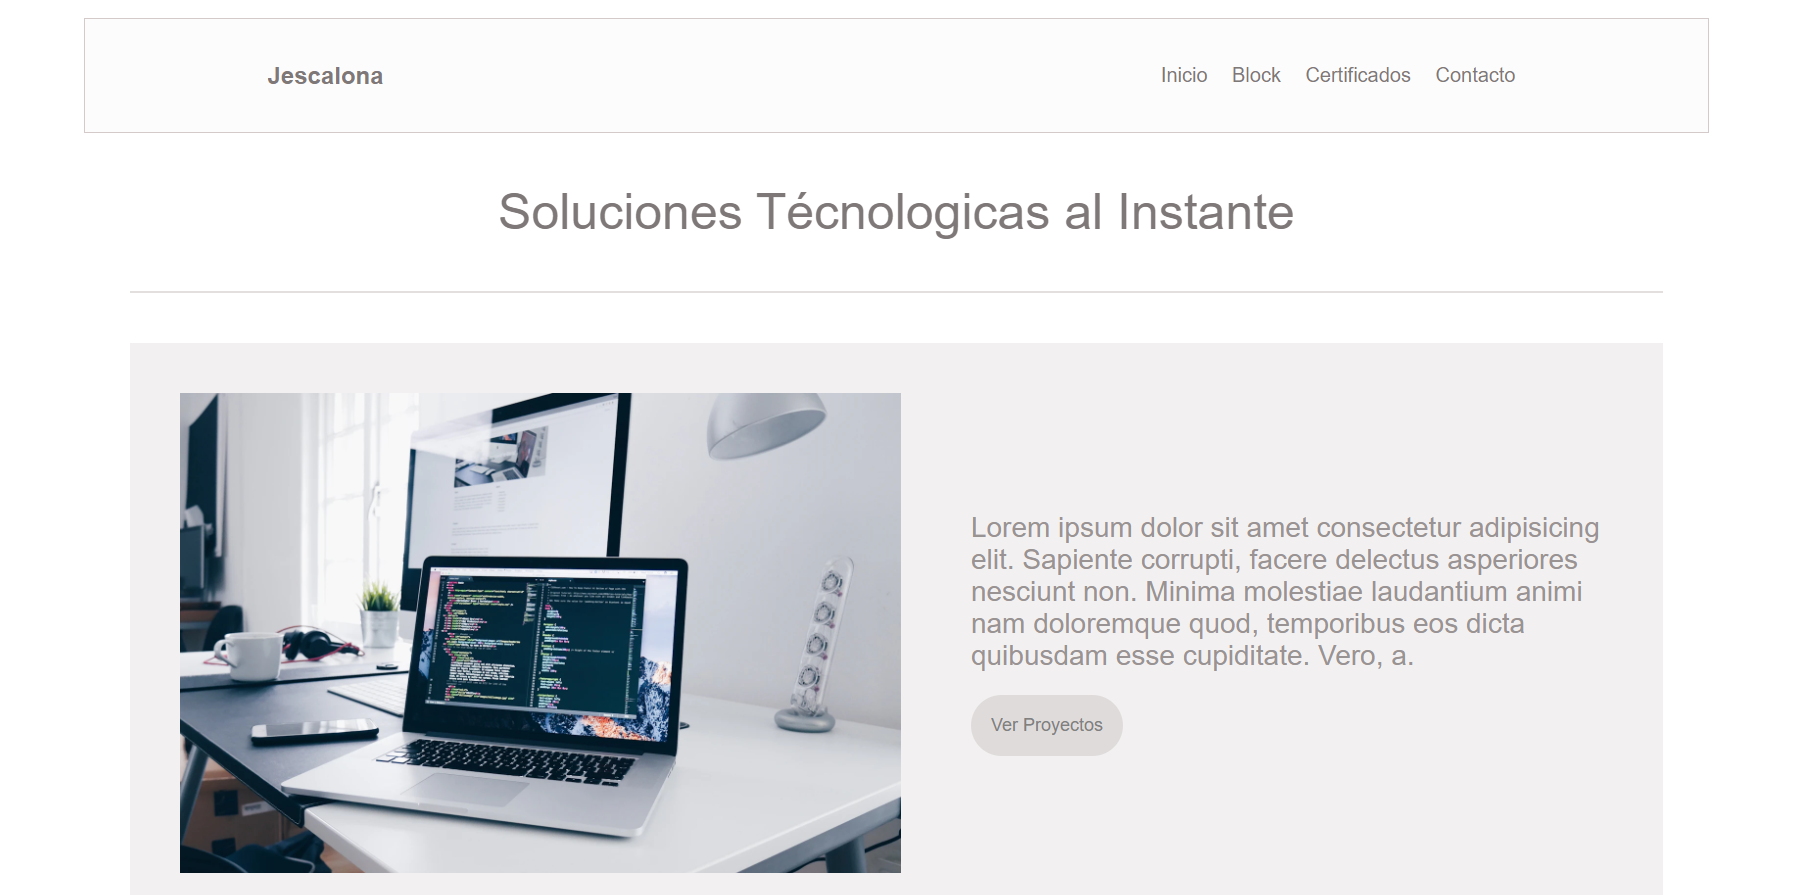 Jescalona
Inicio Block Certificados Contacto
Soluciones Técnologicas al Instante
Lorem ipsum dolor sit amet consectetur adipisicing
elit. Sapiente corrupti, facere delectus asperiores
nesciunt non. Minima molestiae laudantium animi
nam doloremque quod, temporibus eos dicta
quibusdam esse cupiditate. Vero, a.
Ver Proyectos